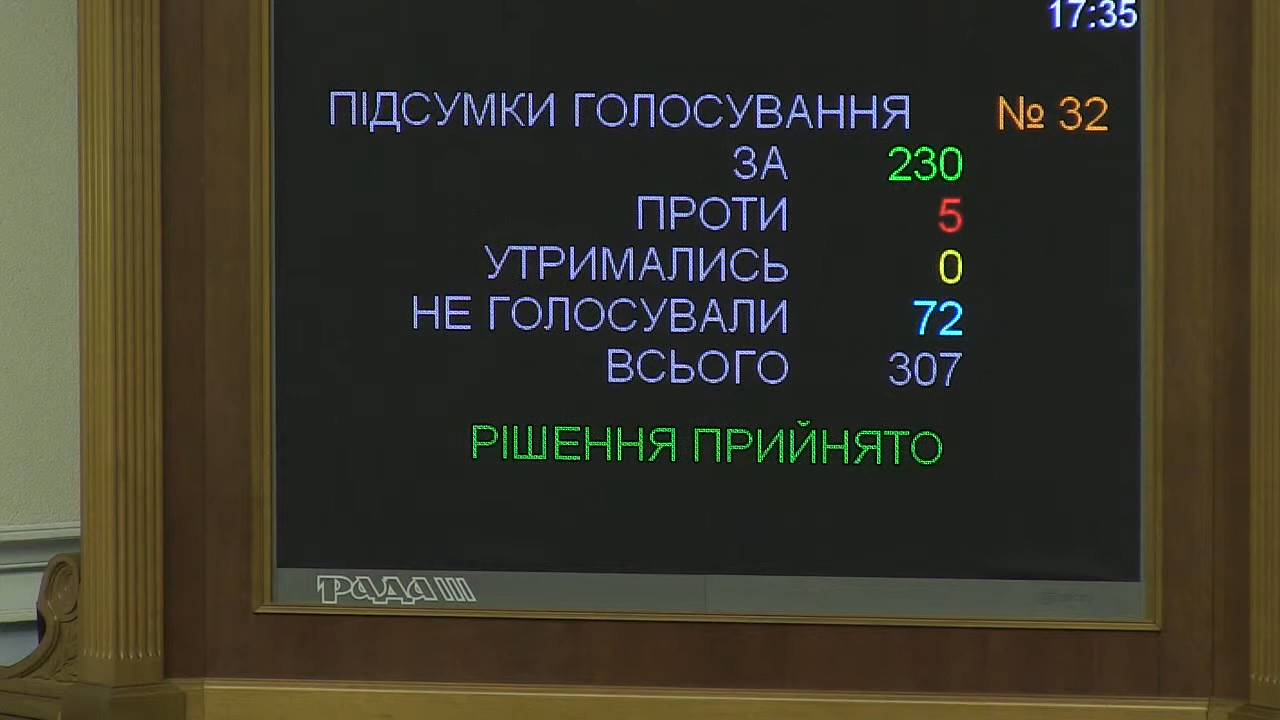 17:35
ПІДСУМКИ ГОЛОСУВАННЯ № 32
ЗА 230
ПРОТИ 5
УТРИМАЛИСЬ 0
НЕ ГОЛОСУВАЛИ 72
ВСЬОГО 307
РІШЕННЯ ПРИЙНЯТО
РАДА III